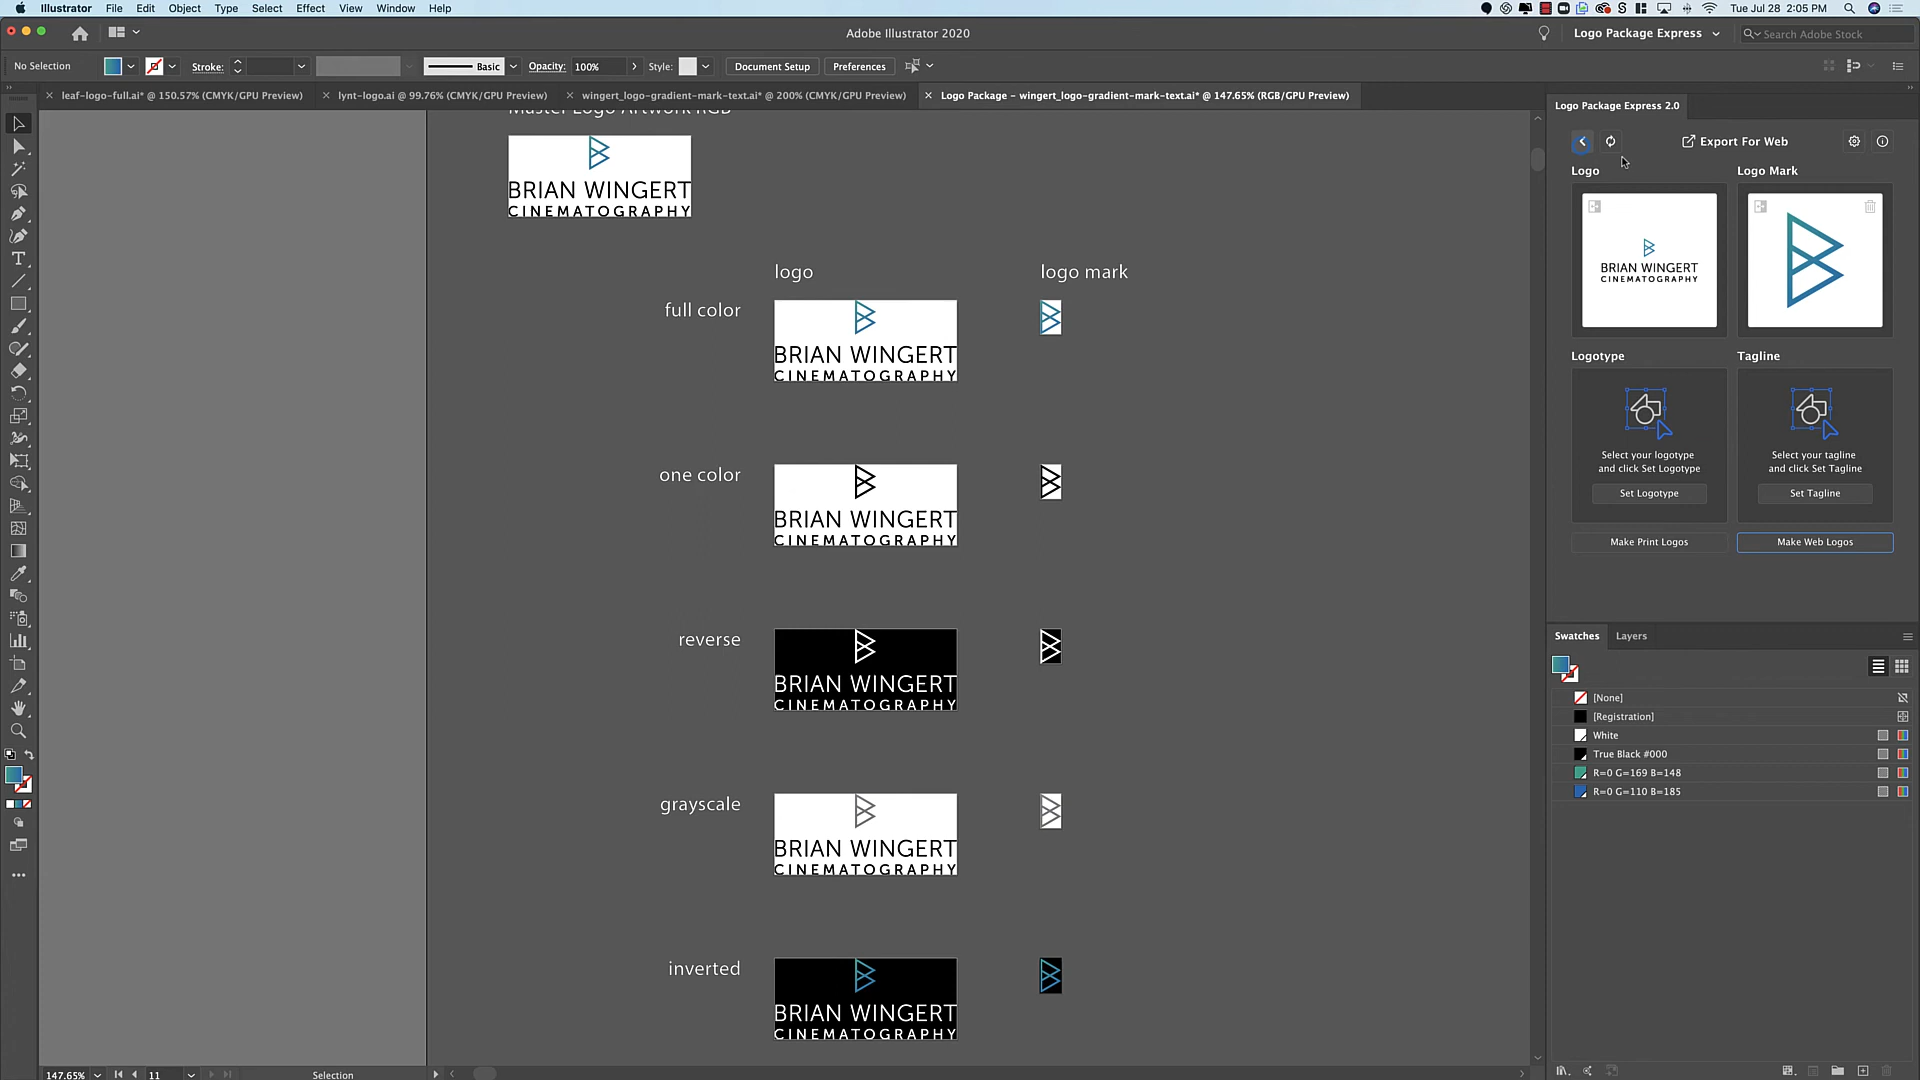 Illustrator File Edit Object Type Select Effect View Window Help
Tue Jul 28 2:05 PM
Adobe Illustrator 2020
Logo Package Express
Search Adobe Stock
No Selection
Stroke:
Basic
Opacity: 100%
Style:
Document Setup
Preferences
leaf-logo-full.ai* @ 150.57% (CMYK/GPU Preview)
lynt-logo.ai @ 99.76% (CMYK/GPU Preview)
wingert_logo-gradient-mark-text.ai* @ 200% (CMYK/GPU Preview)
Logo Package - wingert_logo-gradient-mark-text.ai* @ 147.65% (RGB/GPU Preview)
Master Logo Artwork RGB
BRIAN WINGERT
CINEMATOGRAPHY
logo
logo mark
full color
BRIAN WINGERT
CINEMATOGRAPHY
one color
BRIAN WINGERT
CINEMATOGRAPHY
reverse
BRIAN WINGERT
CINEMATOGRAPHY
grayscale
BRIAN WINGERT
CINEMATOGRAPHY
inverted
BRIAN WINGERT
CINEMATOGRAPHY
Logo Package Express 2.0
Export For Web
Logo
Logo Mark
BRIAN WINGERT
CINEMATOGRAPHY
Logotype
Tagline
Select your logotype
and click Set Logotype
Set Logotype
Select your tagline
and click Set Tagline
Set Tagline
Make Print Logos
Make Web Logos
Swatches
Layers
[None]
[Registration]
White
True Black #000
R=0 G=169 B=148
R=0 G=110 B=185
147.65%
11
Selection